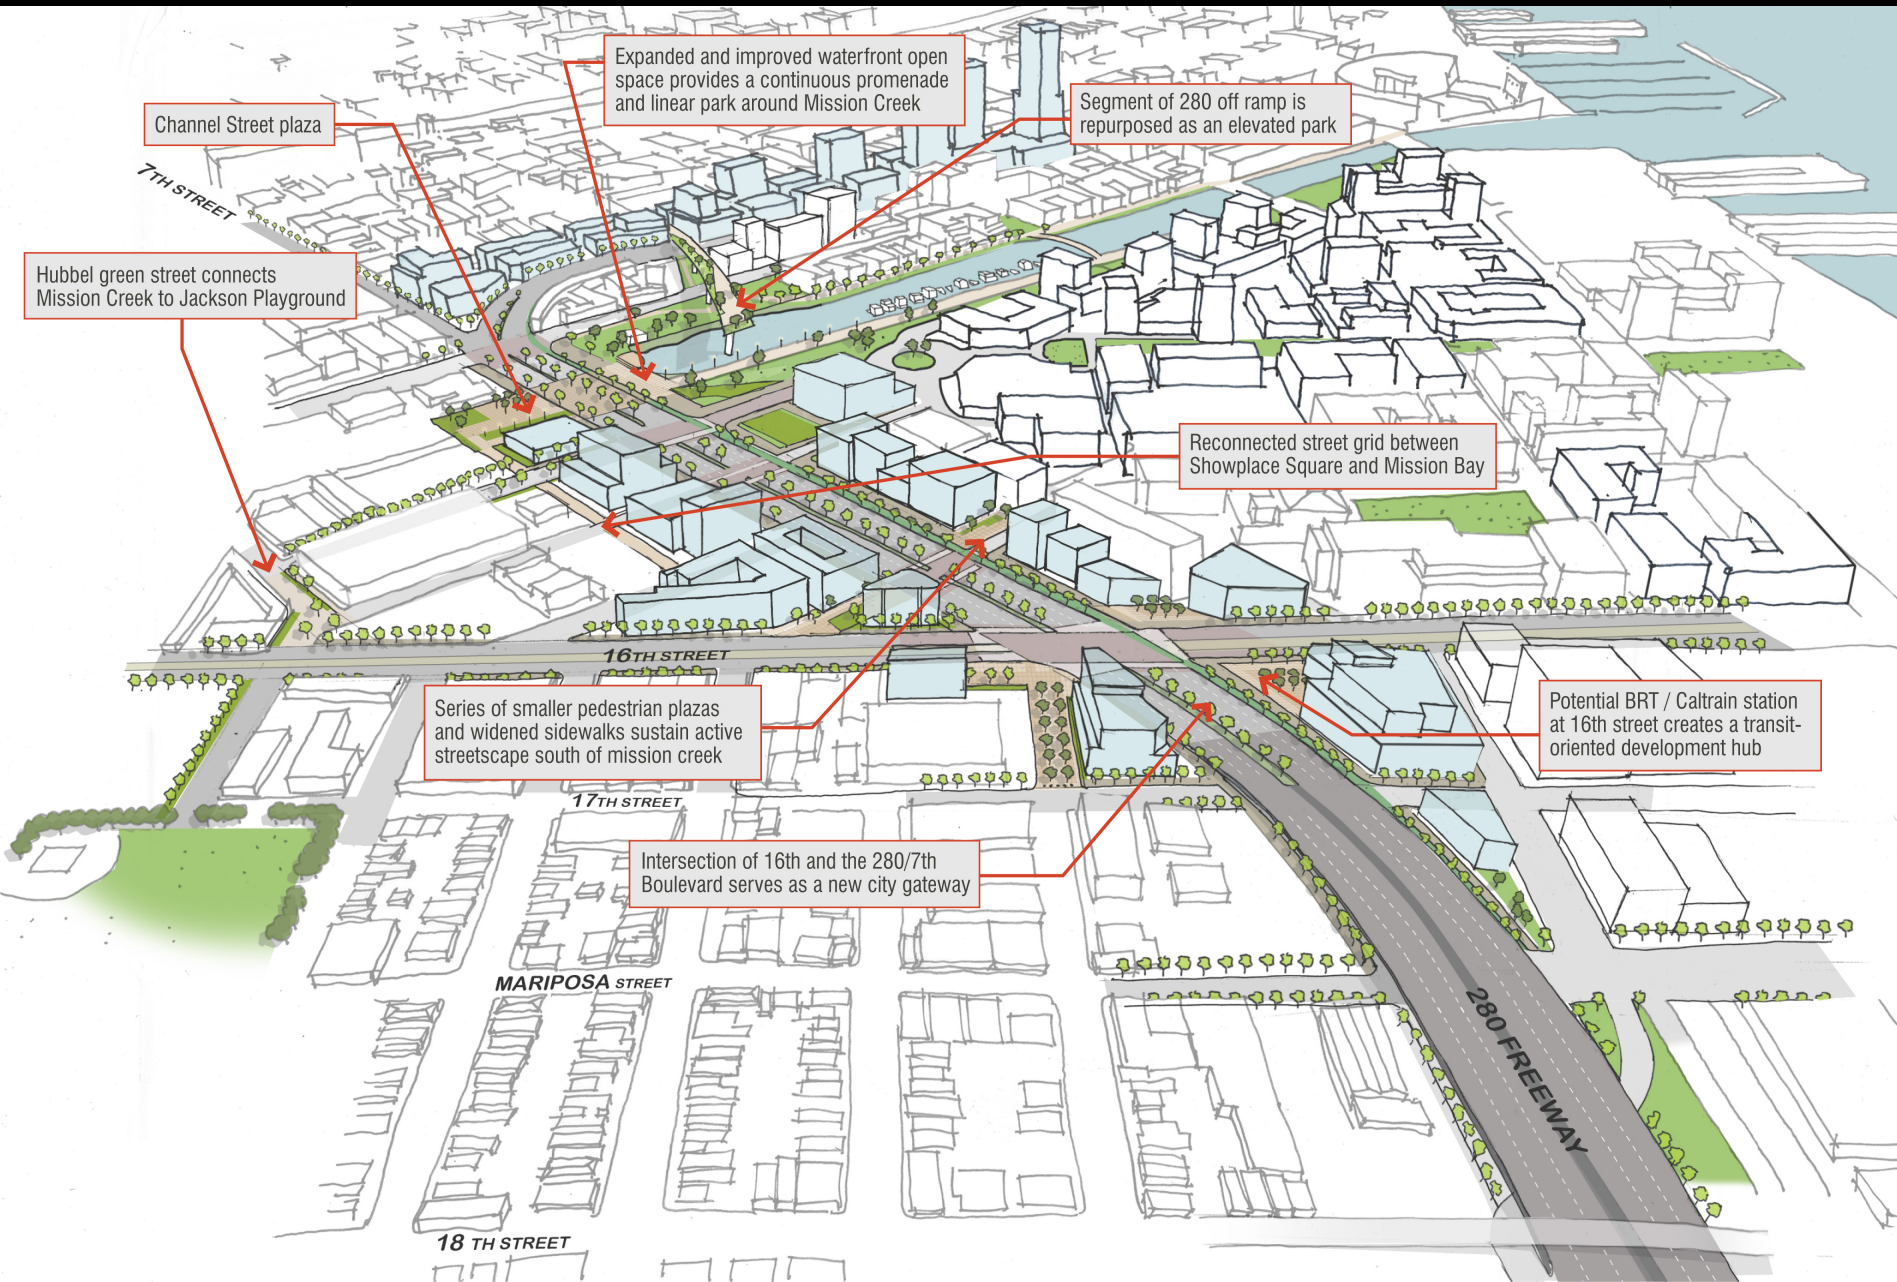 Expanded and improved waterfront open
space provides a continuous promenade
and linear park around Mission Creek
Segment of 280 off ramp is
repurposed as an elevated park
Channel Street plaza
7TH STREET
Hubbel green street connects
Mission Creek to Jackson Playground
Reconnected street grid between
Showplace Square and Mission Bay
16TH STREET
Series of smaller pedestrian plazas
and widened sidewalks sustain active
streetscape south of mission creek
Potential BRT / Caltrain station
at 16th street creates a transit-
oriented development hub
17TH STREET
Intersection of 16th and the 280/7th
Boulevard serves as a new city gateway
MARIPOSA STREET
280 FREEWAY
18 TH STREET